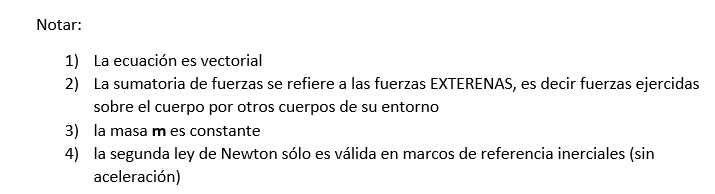 Notar:
1) La ecuación es vectorial
2) La sumatoria de fuerzas se refiere a las fuerzas EXTERENAS, es decir fuerzas ejercidas
sobre el cuerpo por otros cuerpos de su entorno
3) la masa m es constante
4) la segunda ley de Newton sólo es válida en marcos de referencia inerciales (sin
aceleración)